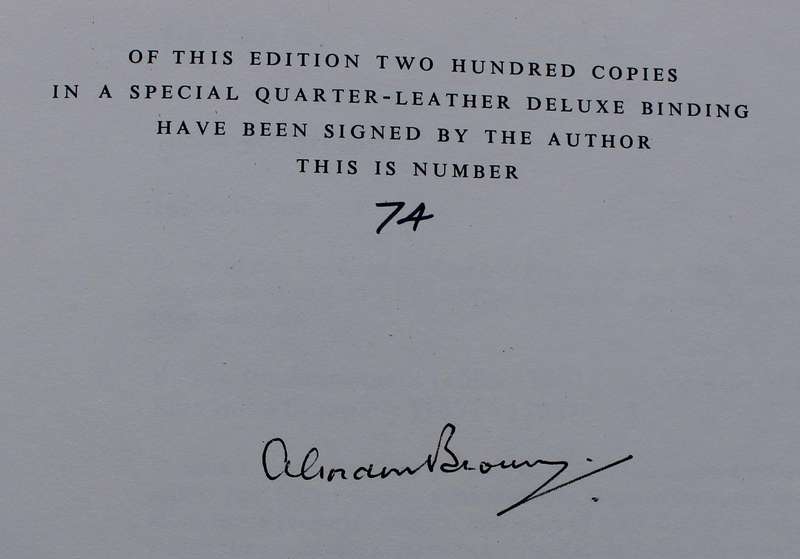 OF THIS EDITION TWO HUNDRED COPIES
IN A SPECIAL QUARTER-LEATHER DELUXE BINDING
HAVE BEEN SIGNED BY THE AUTHOR
THIS IS NUMBER
74